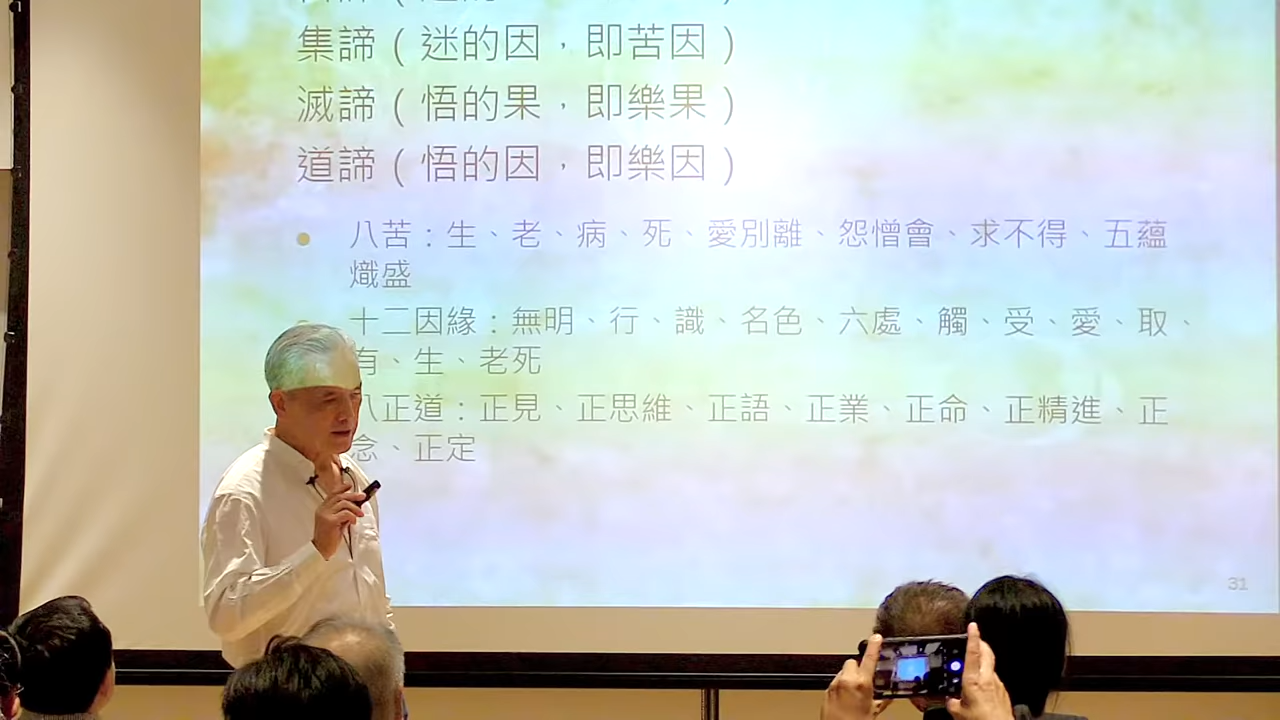 集諦（迷的因，即苦因）
滅諦（悟的果，即樂果）
道諦（悟的因，即樂因）
八苦：生、老、病、死、愛別離、怨憎會、求不得、五蘊
熾盛
十二因緣：無明、行、識、名色、六處、觸、受、愛、取、
有、生、老死
八正道：正見、正思維、正語、正業、正命、正精進、正
念、正定
31